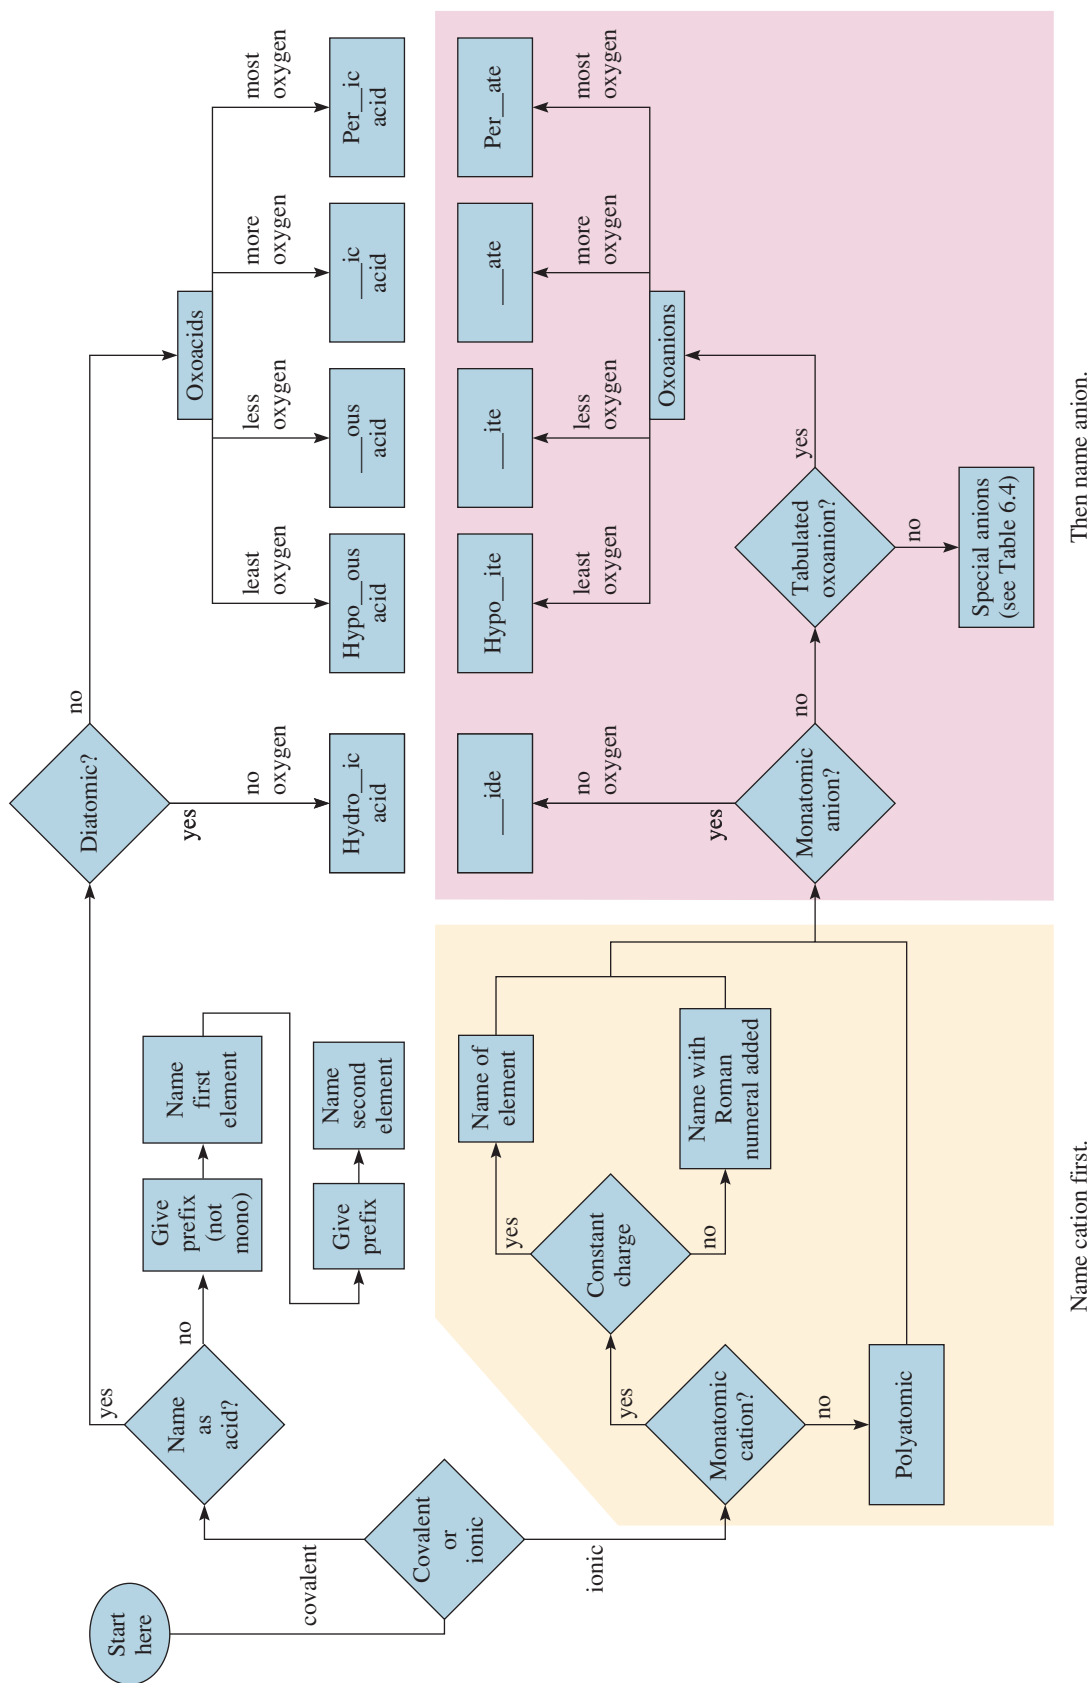 Start
here
Covalent
or
ionic
covalent
ionic
Name
as
acid?
yes
no
Give
prefix
(not
mono)
Name
first
element
Give
prefix
Name
second
element
Diatomic?
yes
no
no
oxygen
Hydro__ic
acid
Oxoacids
least
oxygen
less
oxygen
more
oxygen
most
oxygen
Hypo__ous
acid
__ous
acid
__ic
acid
Per__ic
acid
Monatomic
cation?
yes
no
Polyatomic
Constant
charge
yes
no
Name of
element
Name with
Roman
numeral added
Name cation first.
Monatomic
anion?
yes
no
no
oxygen
__ide
Tabulated
oxoanion?
yes
no
Special anions
(see Table 6.4)
Oxoanions
least
oxygen
less
oxygen
more
oxygen
most
oxygen
Hypo__ite
__ite
__ate
Per__ate
Then name anion.